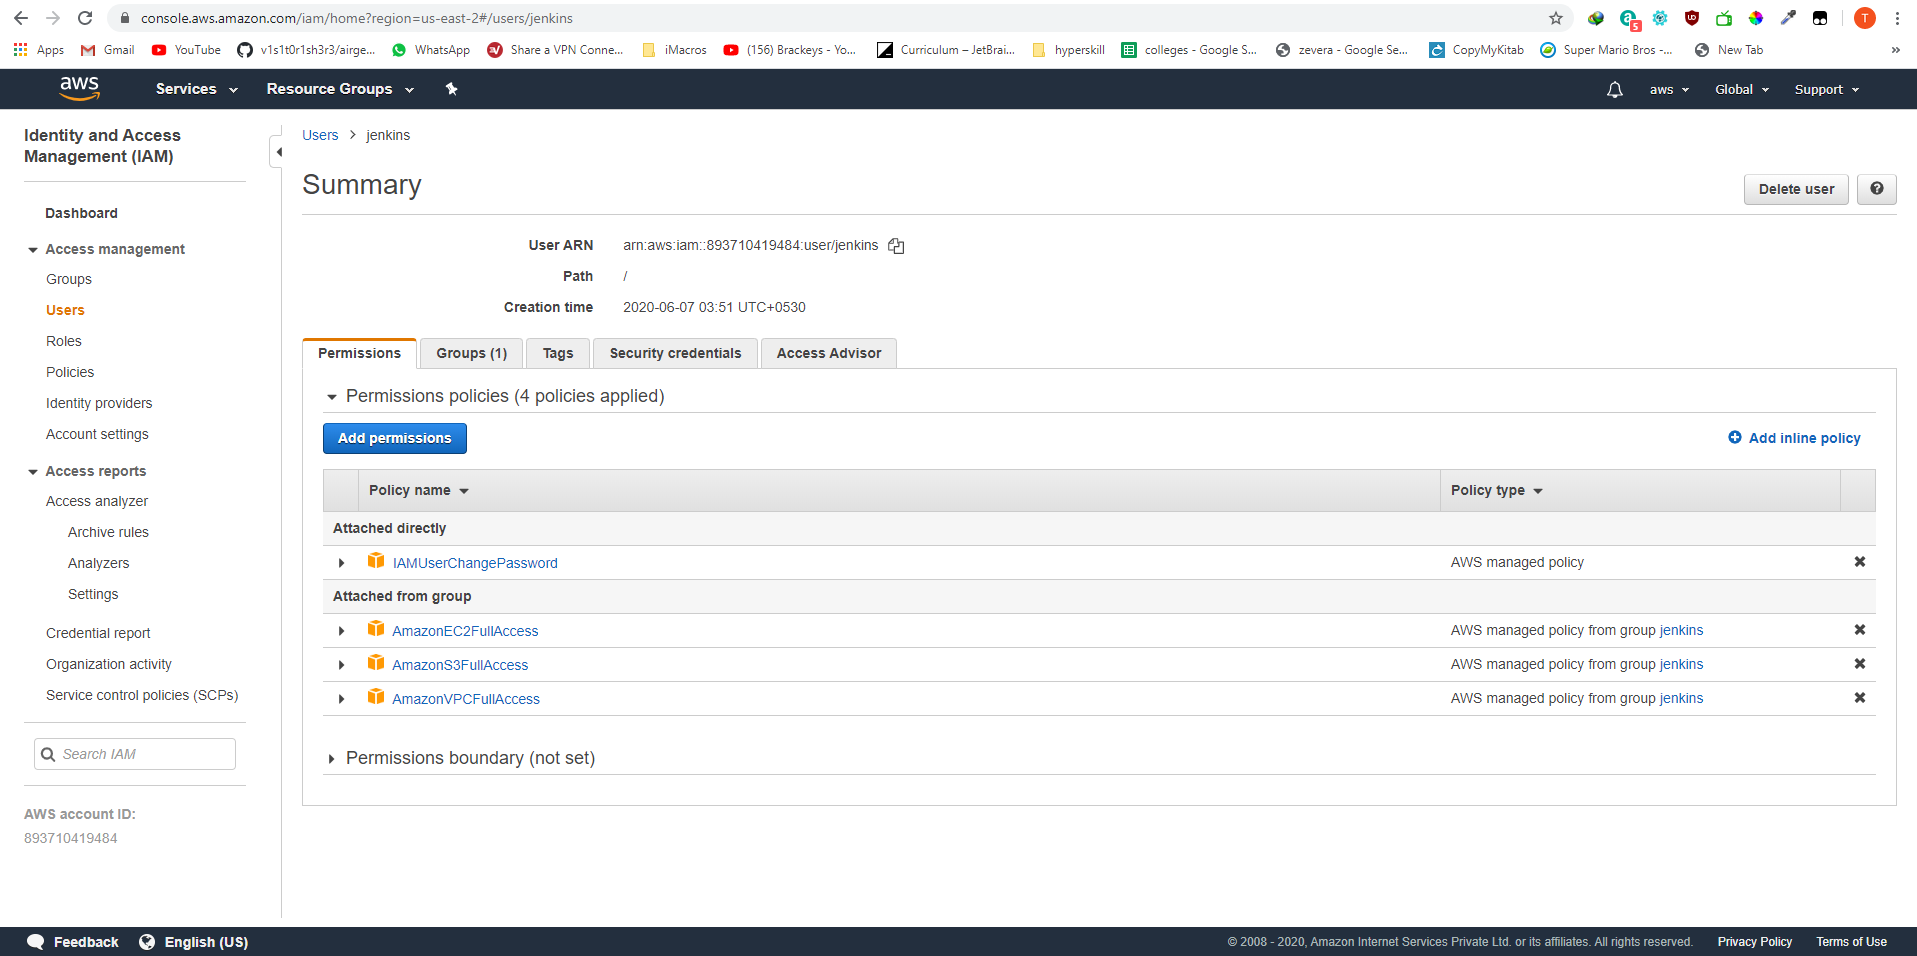 console.aws.amazon.com/iam/home?region=us-east-2#/users/jenkins
5
T
Apps
Gmail
YouTube
v1s1t0r1sh3r3/airge...
WhatsApp
Share a VPN Conne...
iMacros
(156) Brackeys - Yo...
Curriculum – JetBrai...
hyperskill
colleges - Google S...
zevera - Google Se...
CopyMyKitab
Super Mario Bros -...
New Tab
»
aws
Services
Resource Groups
aws
Global
Support
Identity and Access
Management (IAM)
Dashboard
Access management
Groups
Users
Roles
Policies
Identity providers
Account settings
Access reports
Access analyzer
Archive rules
Analyzers
Settings
Credential report
Organization activity
Service control policies (SCPs)
Search IAM
AWS account ID:
893710419484
Users > jenkins
Summary
Delete user
?
User ARN arn:aws:iam::893710419484:user/jenkins
Path /
Creation time 2020-06-07 03:51 UTC+0530
Permissions
Groups (1)
Tags
Security credentials
Access Advisor
Permissions policies (4 policies applied)
Add permissions
Add inline policy
Policy name
Policy type
Attached directly
IAMUserChangePassword AWS managed policy
Attached from group
AmazonEC2FullAccess AWS managed policy from group jenkins
AmazonS3FullAccess AWS managed policy from group jenkins
AmazonVPCFullAccess AWS managed policy from group jenkins
Permissions boundary (not set)
Feedback
English (US)
© 2008 - 2020, Amazon Internet Services Private Ltd. or its affiliates. All rights reserved.
Privacy Policy
Terms of Use